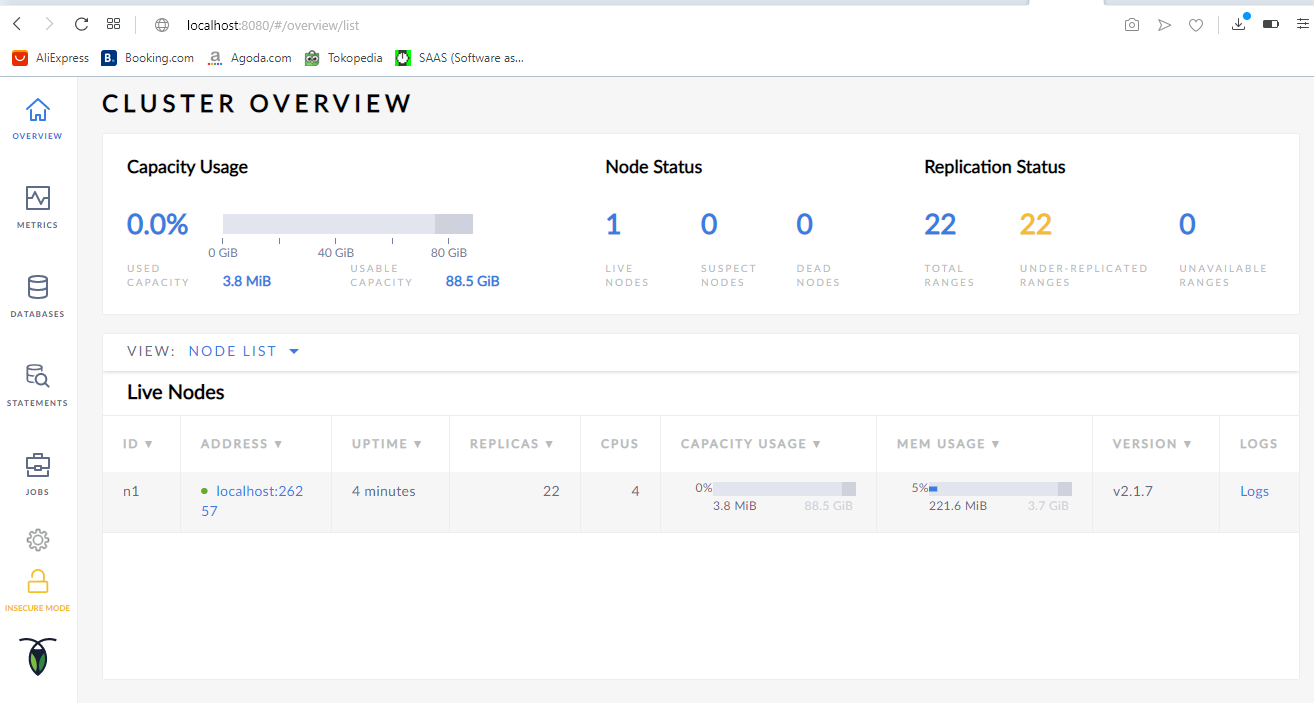 localhost:8080/#/overview/list
AliExpress B. Booking.com a Agoda.com Tokopedia SAAS (Software as...
OVERVIEW
METRICS
DATABASES
STATEMENTS
JOBS
INSECURE MODE
CLUSTER OVERVIEW
Capacity Usage
0.0%
0 GiB 40 GiB 80 GiB
USED
CAPACITY
3.8 MiB
USABLE
CAPACITY
88.5 GiB
Node Status
1
LIVE
NODES
0
SUSPECT
NODES
0
DEAD
NODES
Replication Status
22
TOTAL
RANGES
22
UNDER-REPLICATED
RANGES
0
UNAVAILABLE
RANGES
VIEW: NODE LIST
Live Nodes
ID ▼ ADDRESS ▼ UPTIME ▼ REPLICAS ▼ CPUS CAPACITY USAGE ▼ MEM USAGE ▼ VERSION ▼ LOGS
n1 localhost:262 4 minutes 22 4 0% 5% v2.1.7 Logs
57 3.8 MiB 88.5 GiB 221.6 MiB 3.7 GiB